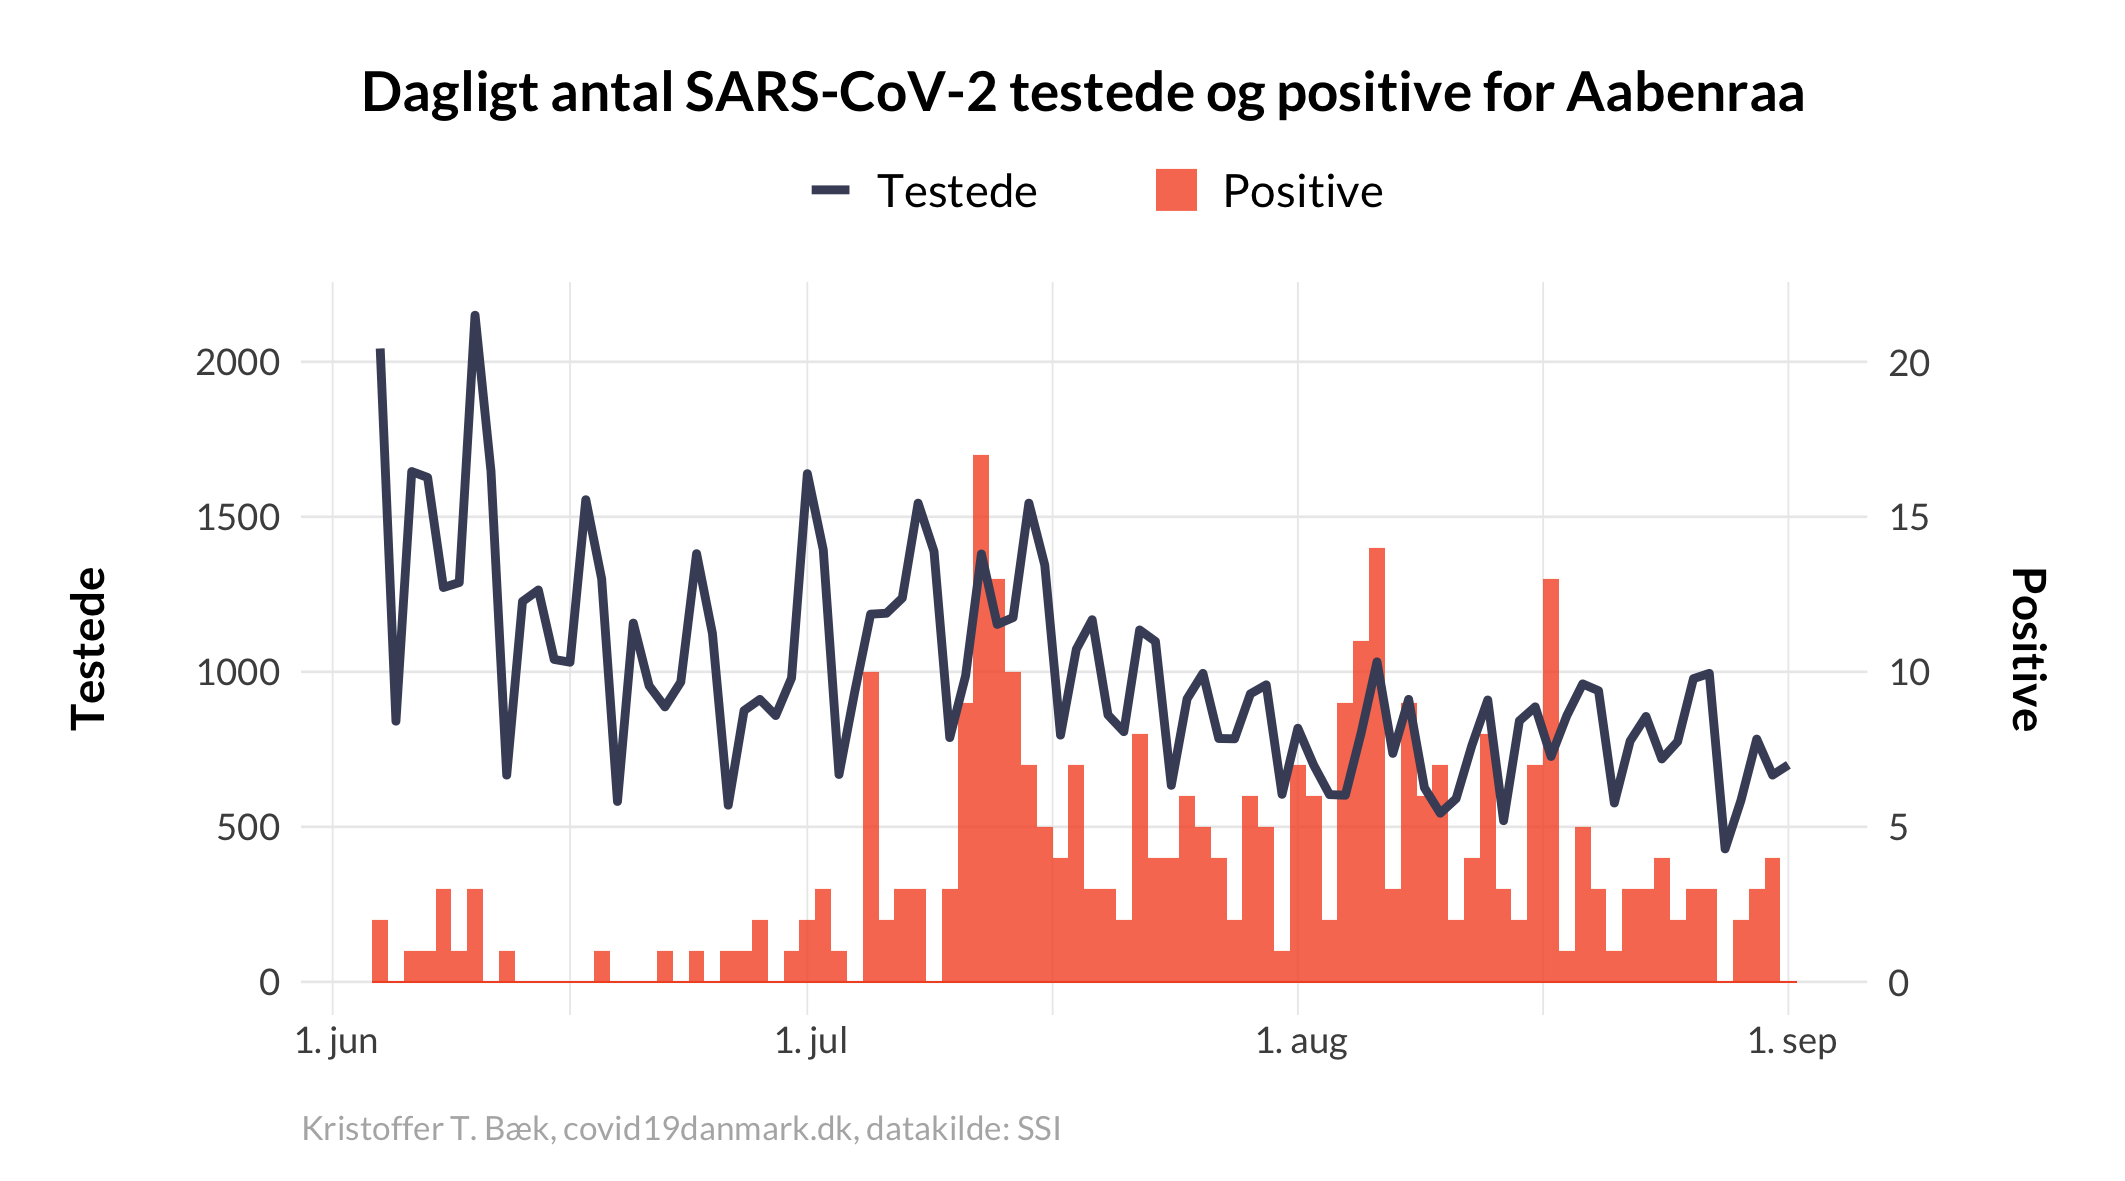 Dagligt antal SARS-CoV-2 testede og positive for Aabenraa
Testede
Positive
2000
1500
1000
500
0
20
15
10
5
0
Testede
Positive
1. jun
1. jul
1. aug
1. sep
Kristoffer T. Bæk, covid19danmark.dk, datakilde: SSI